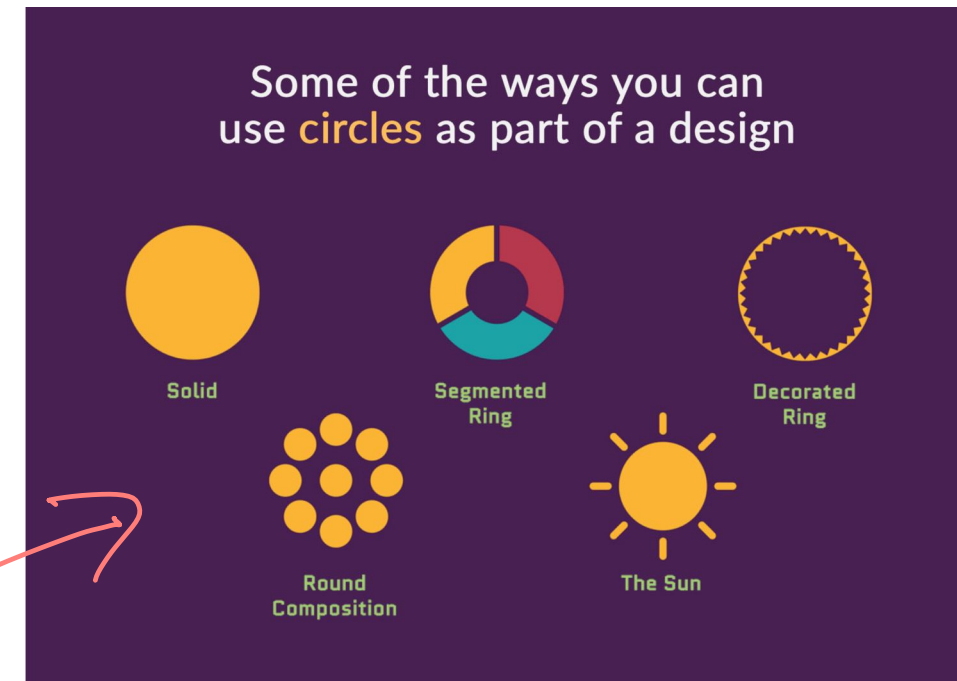 Some of the ways you can
use circles as part of a design
Solid
Segmented
Ring
Decorated
Ring
Round
Composition
The Sun